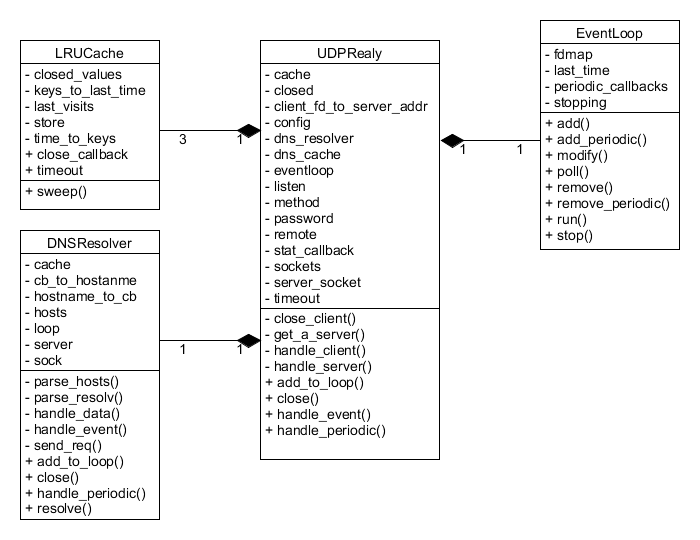 LRUCache
- closed_values
- keys_to_last_time
- last_visits
- store
- time_to_keys
+ close_callback
+ timeout
+ sweep()
3
1
DNSResolver
- cache
- cb_to_hostanme
- hostname_to_cb
- hosts
- loop
- server
- sock
- parse_hosts()
- parse_resolv()
- handle_data()
- handle_event()
- send_req()
+ add_to_loop()
+ close()
+ handle_periodic()
+ resolve()
1
1
UDPRealy
- cache
- closed
- client_fd_to_server_addr
- config
- dns_resolver
- dns_cache
- eventloop
- listen
- method
- password
- remote
- stat_callback
- sockets
- server_socket
- timeout
- close_client()
- get_a_server()
- handle_client()
- handle_server()
+ add_to_loop()
+ close()
+ handle_event()
+ handle_periodic()
1
1
EventLoop
- fdmap
- last_time
- periodic_callbacks
- stopping
+ add()
+ add_periodic()
+ modify()
+ poll()
+ remove()
+ remove_periodic()
+ run()
+ stop()